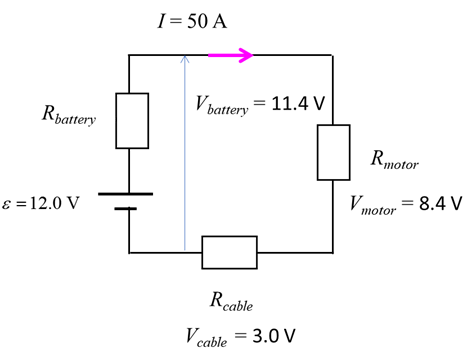 I = 50 A
V_battery = 11.4 V
R_battery
R_motor
ε = 12.0 V
V_motor = 8.4 V
R_cable
V_cable = 3.0 V